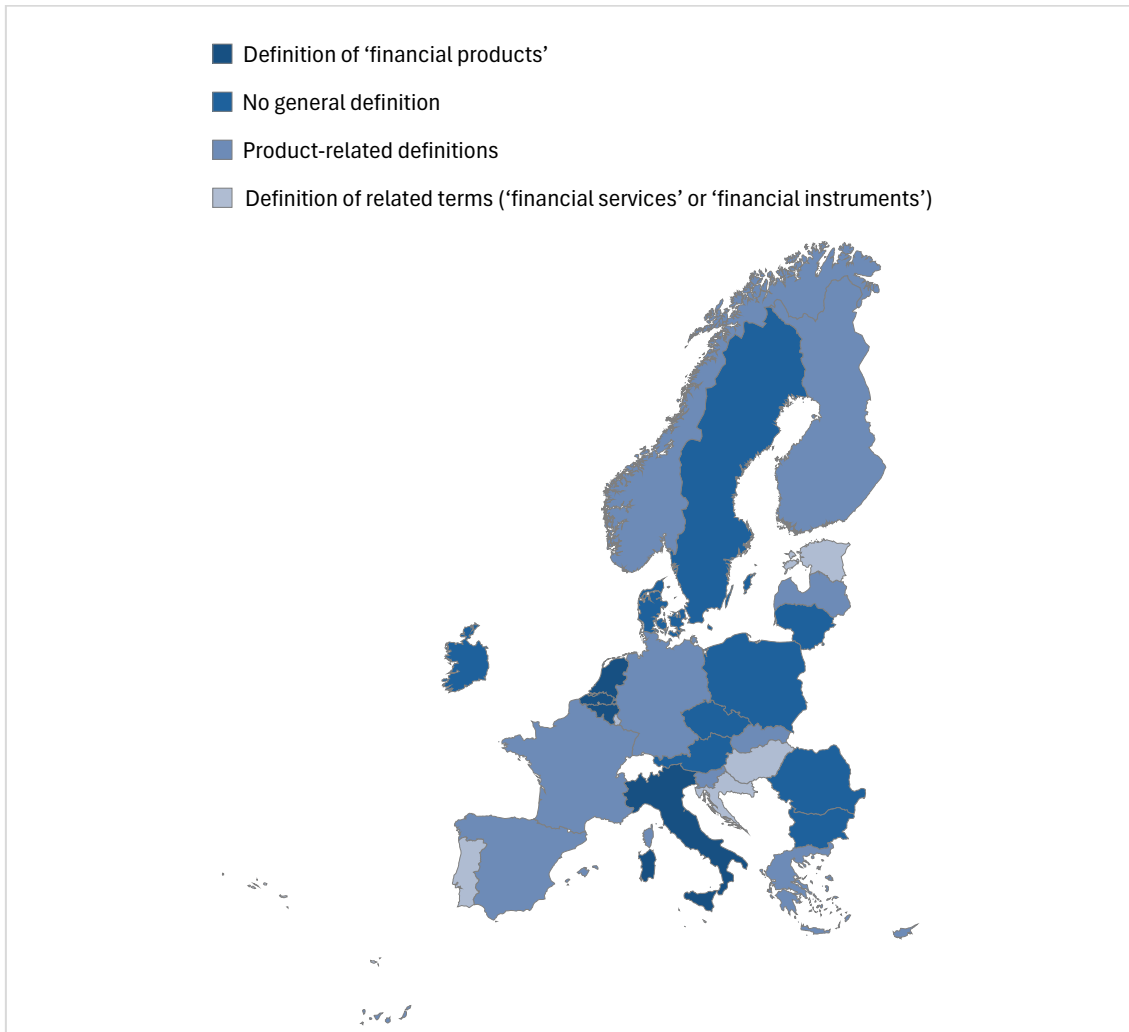 Definition of ‘financial products’
No general definition
Product-related definitions
Definition of related terms (‘financial services’ or ‘financial instruments’)